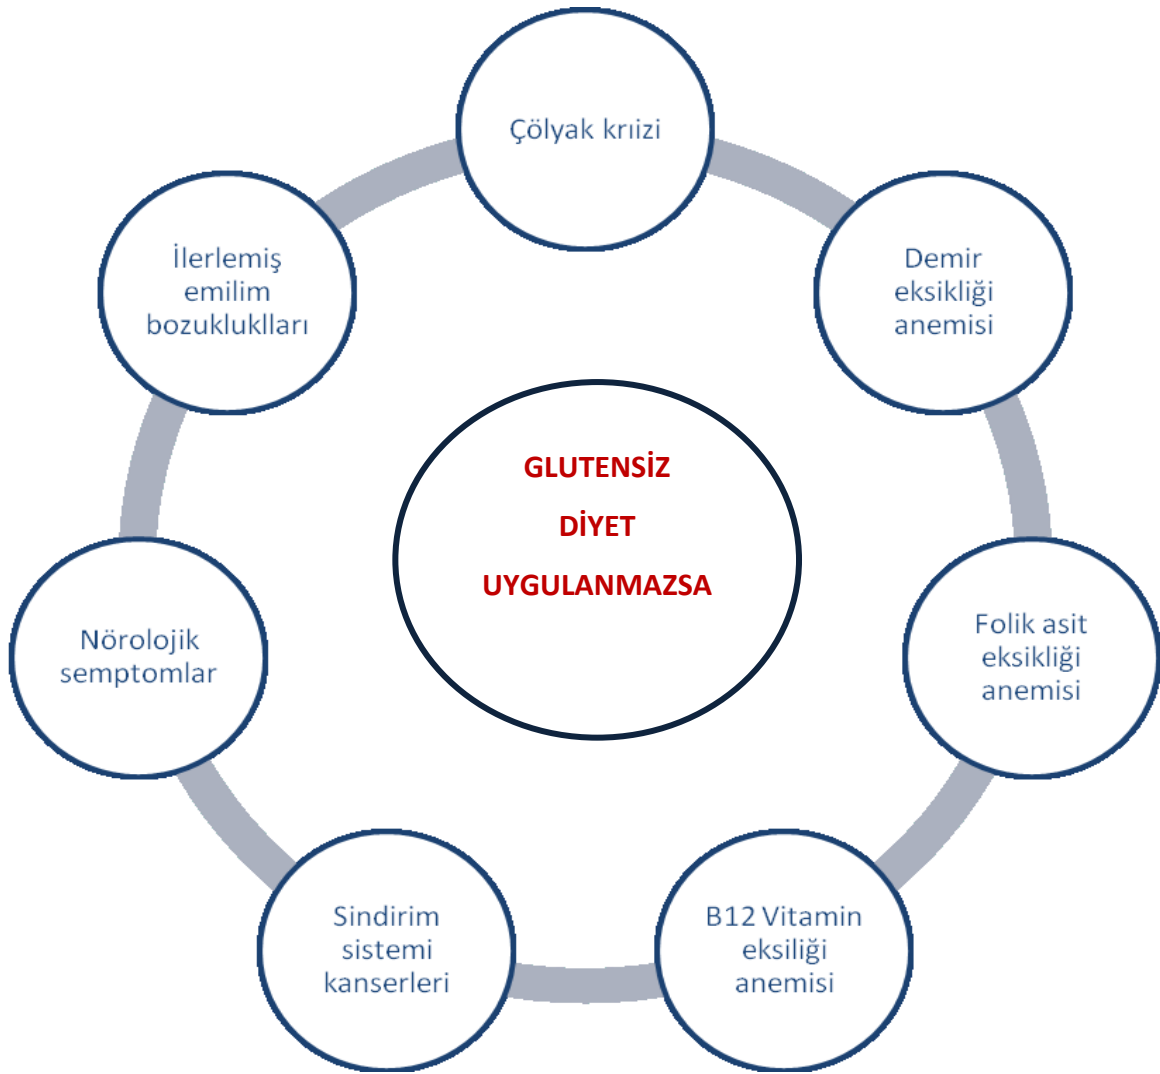 Çölyak krıizi
Demir
eksikliği
anemisi
Folik asit
eksikliği
anemisi
B12 Vitamin
eksiliği
anemisi
Sindirim
sistemi
kanserleri
Nörolojik
semptomlar
İlerlemiş
emilim
bozukluklları
GLUTENSİZ
DİYET
UYGULANMAZSA